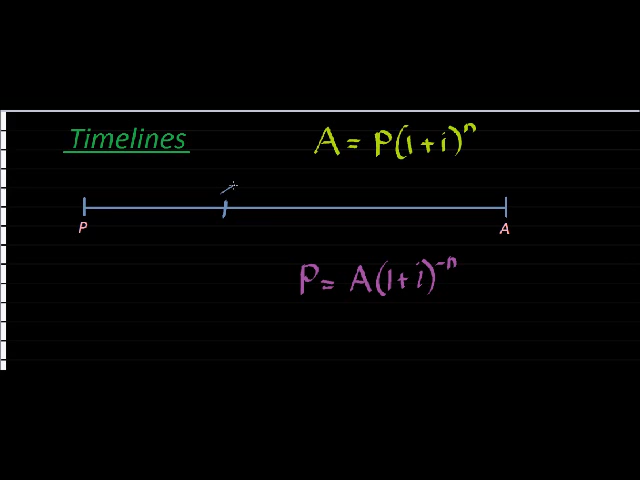 Timelines
A = P(1+i)^n
P
A
P = A(1+i)^-n